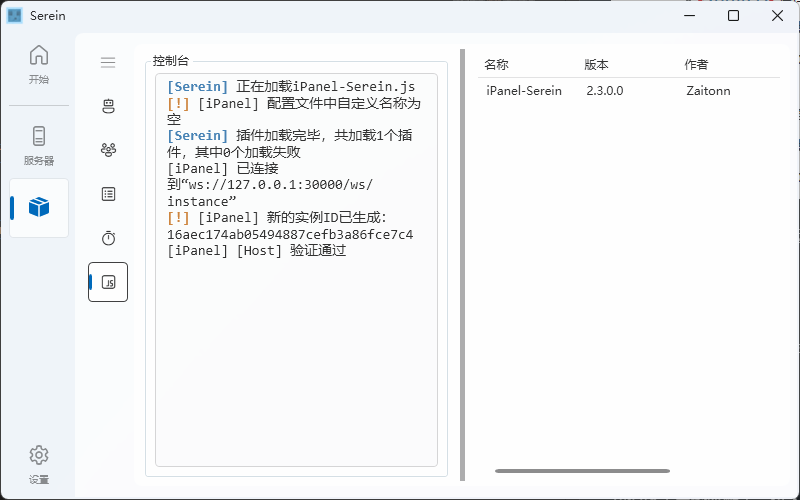 Serein
开始
服务器
设置
控制台
[Serein] 正在加载iPanel-Serein.js
[!] [iPanel] 配置文件中自定义名称为
空
[Serein] 插件加载完毕，共加载1个插
件，其中0个加载失败
[iPanel] 已连接
到“ws://127.0.0.1:30000/ws/
instance”
[!] [iPanel] 新的实例ID已生成：
16aec174ab05494887cefb3a86fce7c4
[iPanel] [Host] 验证通过
名称 版本 作者
iPanel-Serein 2.3.0.0 Zaitonn
JS